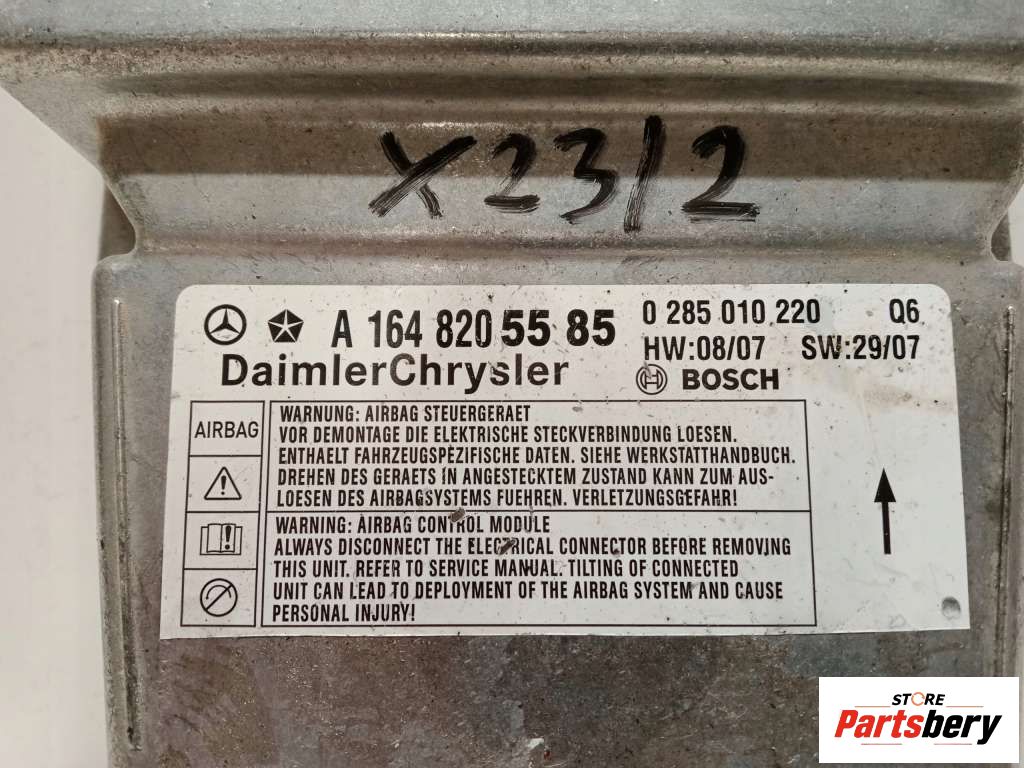 X23/2
A 164 820 55 85
0 285 010 220 Q6
HW:08/07 SW:29/07
DaimlerChrysler
BOSCH
AIRBAG
WARNUNG: AIRBAG STEUERGERAET
VOR DEMONTAGE DIE ELEKTRISCHE STECKVERBINDUNG LOESEN.
ENTHAELT FAHRZEUGSPEZIFISCHE DATEN. SIEHE WERKSTATTHANDBUCH.
DREHEN DES GERAETS IN ANGESTECKTEM ZUSTAND KANN ZUM AUS-
LOESEN DES AIRBAGSYSTEMS FUEHREN. VERLETZUNGSGEFAHR!
WARNING: AIRBAG CONTROL MODULE
ALWAYS DISCONNECT THE ELECTRICAL CONNECTOR BEFORE REMOVING
THIS UNIT. REFER TO SERVICE MANUAL. TILTING OF CONNECTED
UNIT CAN LEAD TO DEPLOYMENT OF THE AIRBAG SYSTEM AND CAUSE
PERSONAL INJURY!
STORE
Partsbery